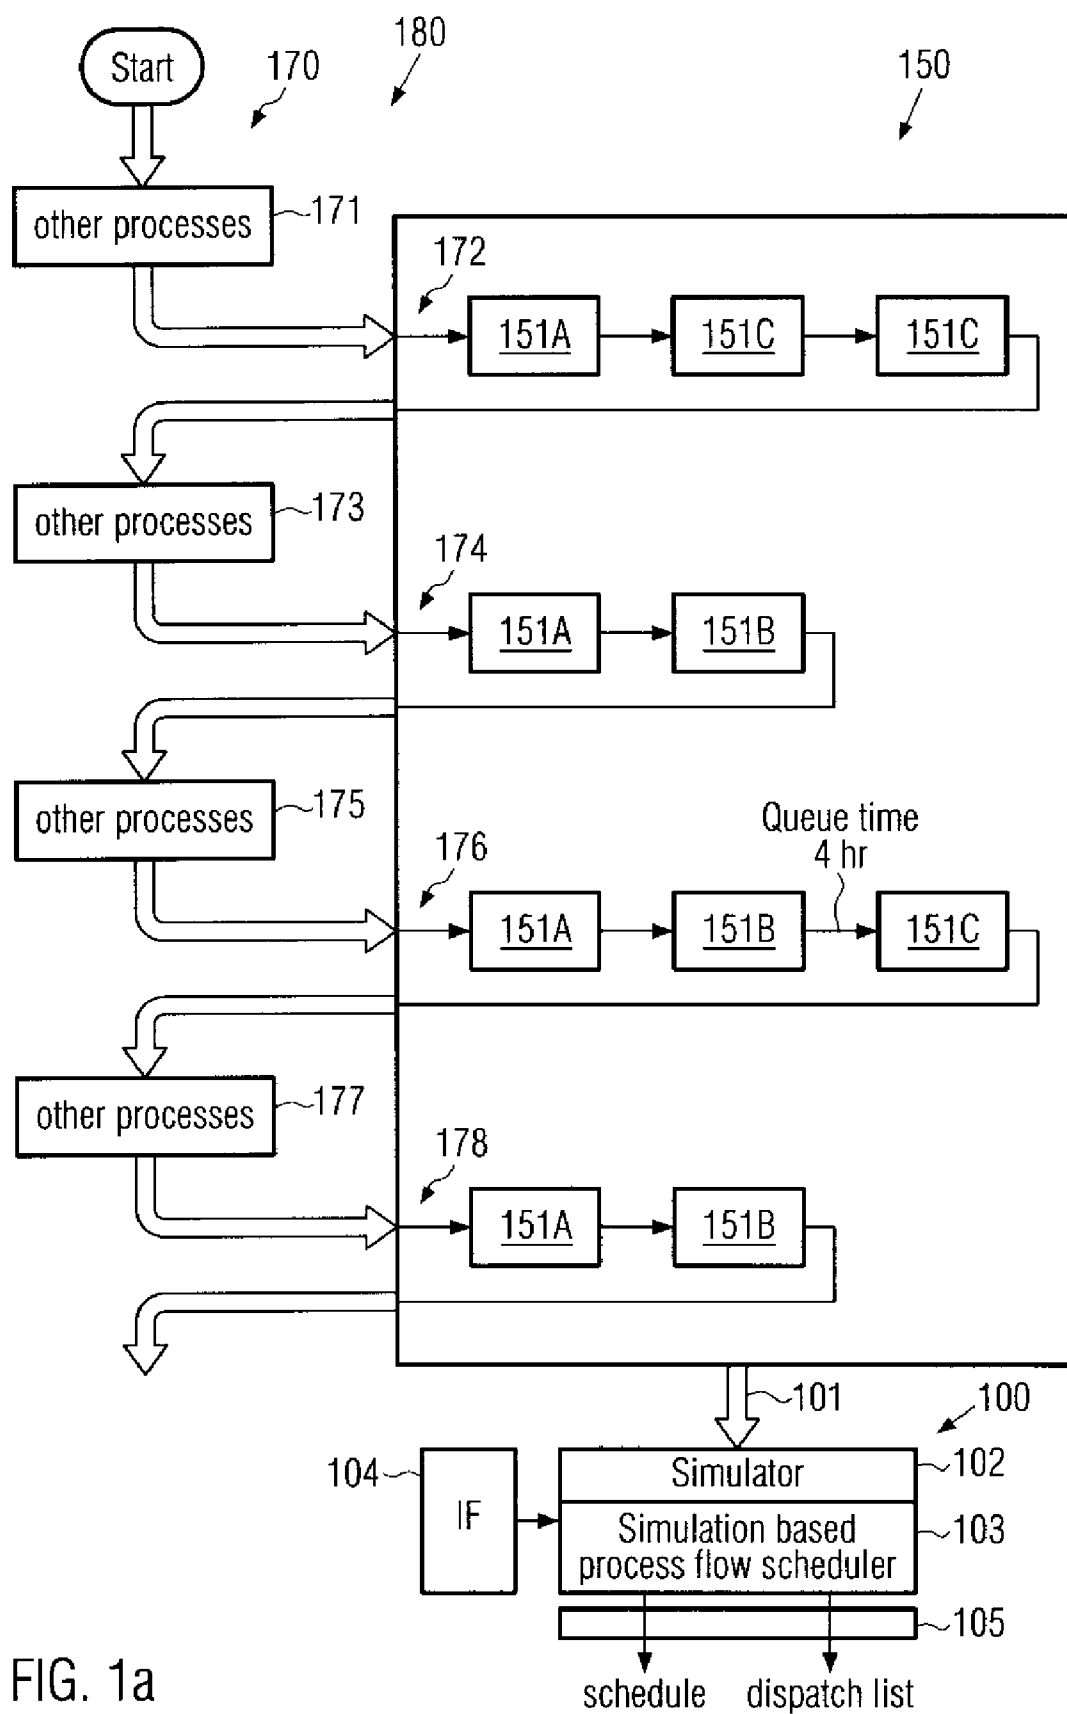 Start
170
180
150
other processes
171
172
151A
151C
151C
other processes
173
174
151A
151B
other processes
175
176
Queue time
4 hr
151A
151B
151C
other processes
177
178
151A
151B
101
100
104
IF
Simulator
102
Simulation based
process flow scheduler
103
105
schedule
dispatch list
FIG. 1a